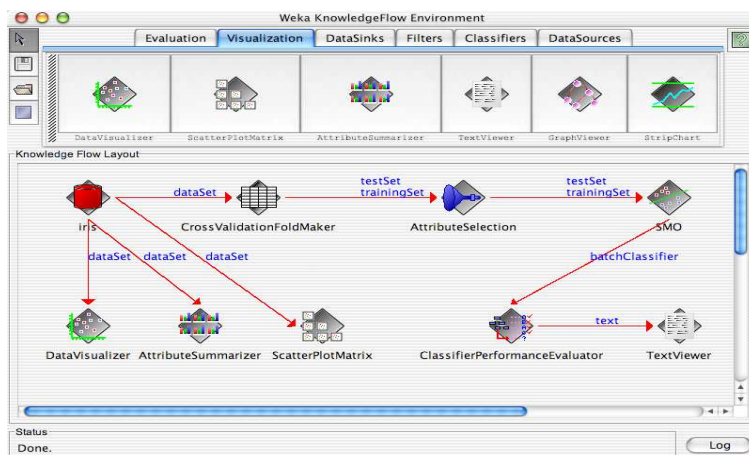 Weka KnowledgeFlow Environment
Evaluation Visualization DataSinks Filters Classifiers DataSources
DataVisualizer ScatterPlotMatrix AttributeSummarizer TextViewer GraphViewer StripChart
Knowledge Flow Layout
testSet testSet
dataSet trainingSet trainingSet
iris CrossValidationFoldMaker AttributeSelection SMO
dataSet dataSet dataSet batchClassifier
text
DataVisualizer AttributeSummarizer ScatterPlotMatrix ClassifierPerformanceEvaluator TextViewer
Status
Done.
Log